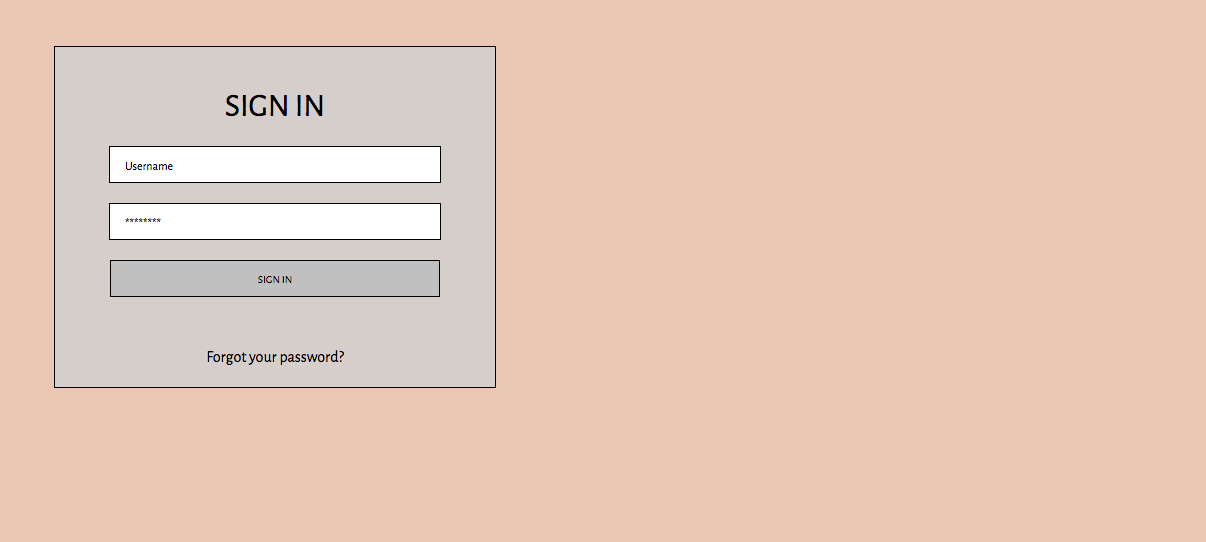 SIGN IN
Username
********
SIGN IN
Forgot your password?